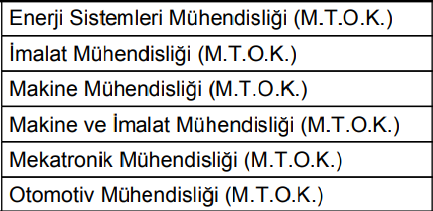 Enerji Sistemleri Mühendisliği (M.T.O.K.)
İmalat Mühendisliği (M.T.O.K.)
Makine Mühendisliği (M.T.O.K.)
Makine ve İmalat Mühendisliği (M.T.O.K.)
Mekatronik Mühendisliği (M.T.O.K.)
Otomotiv Mühendisliği (M.T.O.K.)